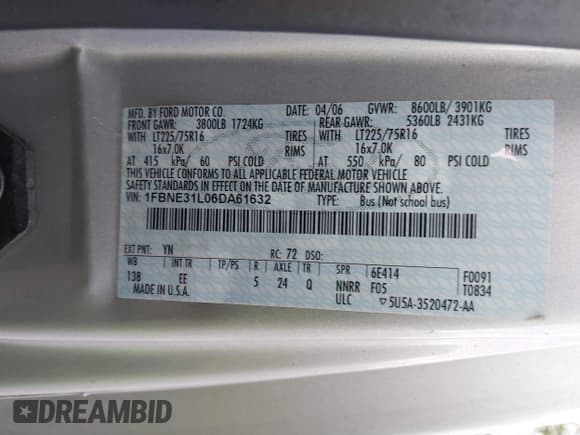 MFD. BY FORD MOTOR CO.
DATE: 04/06 GVWR: 8600LB/ 3901KG
FRONT GAWR: 3800LB 1724KG REAR GAWR: 5360LB 2431KG
WITH LT225/75R16 TIRES WITH LT225/75R16 TIRES
16x7.0K RIMS 16x7.0K RIMS
AT 415 kPa/ 60 PSI COLD AT 550 kPa/ 80 PSI COLD
THIS VEHICLE CONFORMS TO ALL APPLICABLE FEDERAL MOTOR VEHICLE
SAFETY STANDARDS IN EFFECT ON THE DATE OF MANUFACTURE SHOWN ABOVE.
VIN: 1FBNE31L06DA61632 TYPE: Bus (Not school bus)
EXT PNT: YN RC: 72 DSO:
WB INT TR TP/PS R AXLE TR SPR 6E414 F0091
138 EE 5 24 Q NNRR F05 T0834
MADE IN U.S.A. ULC ▽5U5A-3520472-AA
DREAMBID